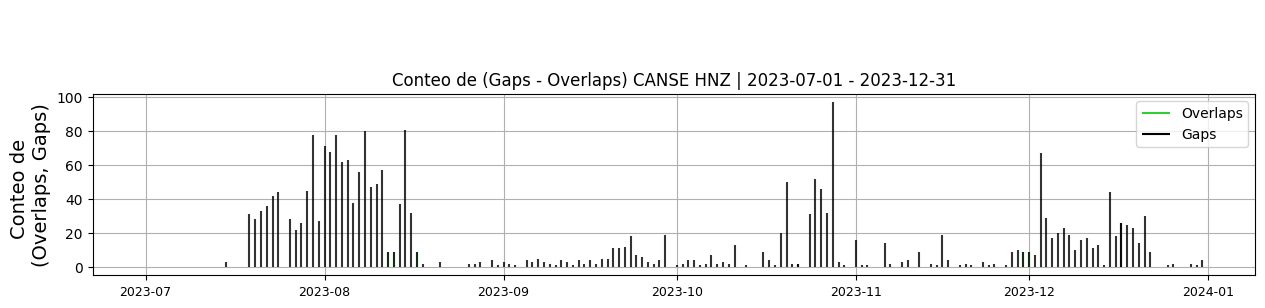 Conteo de (Gaps - Overlaps) CANSE HNZ | 2023-07-01 - 2023-12-31
Conteo de
(Overlaps, Gaps)
100
80
60
40
20
0
Overlaps
Gaps
2023-07
2023-08
2023-09
2023-10
2023-11
2023-12
2024-01